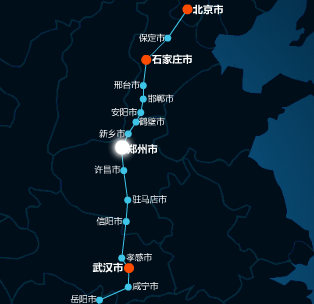 北京市
保定市
石家庄市
邢台市
邯郸市
安阳市
鹤壁市
新乡市
郑州市
许昌市
驻马店市
信阳市
孝感市
武汉市
咸宁市
岳阳市